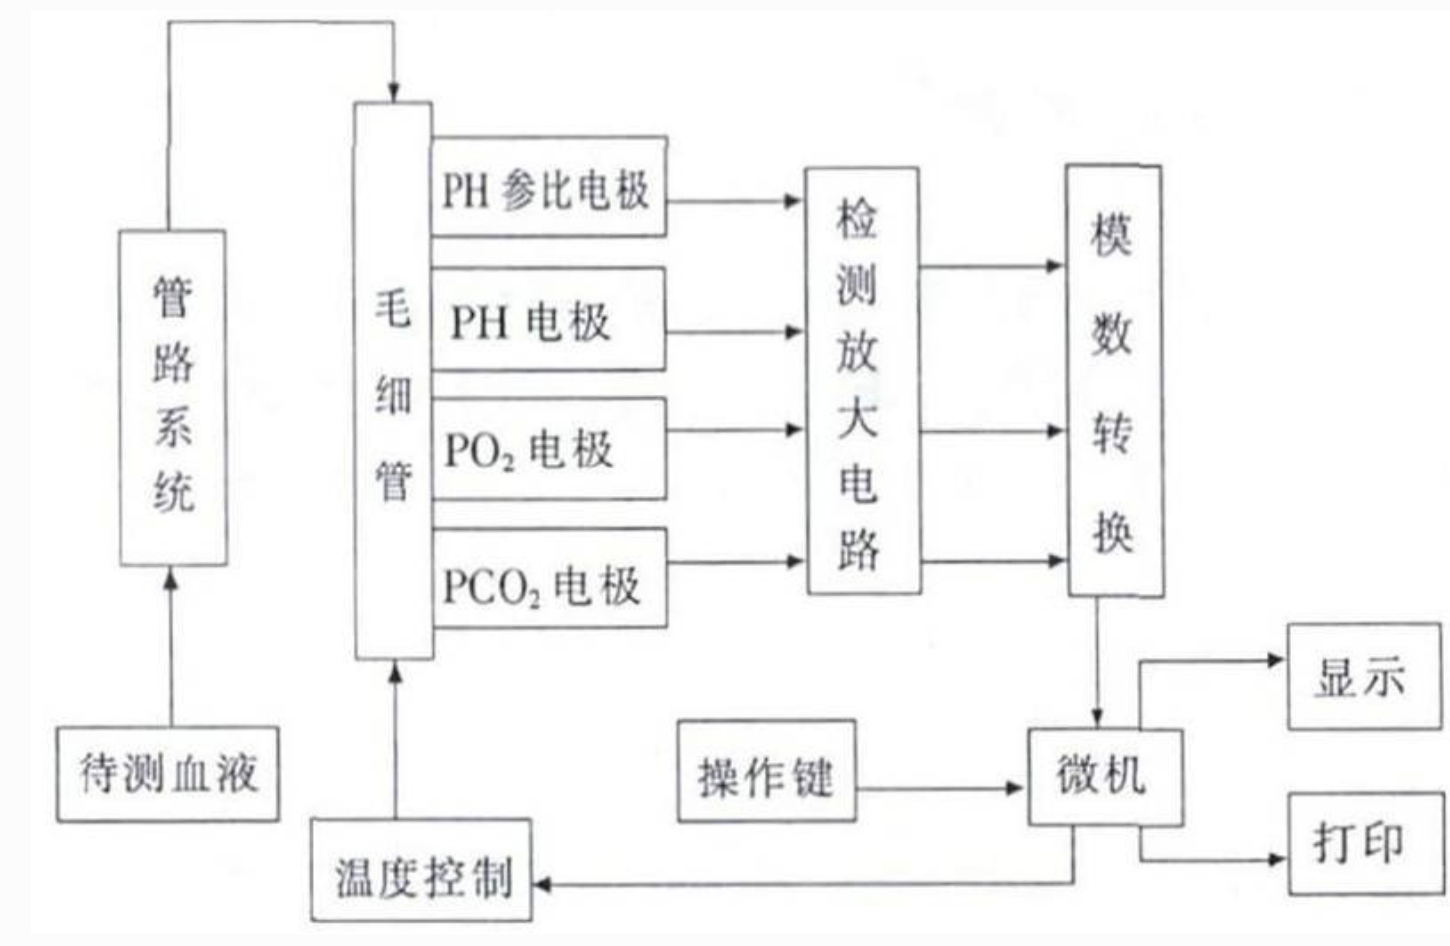 管路系统
待测血液
毛细管
PH 参比电极
PH 电极
PO₂ 电极
PCO₂ 电极
检测放大电路
模数转换
操作键
微机
显示
打印
温度控制